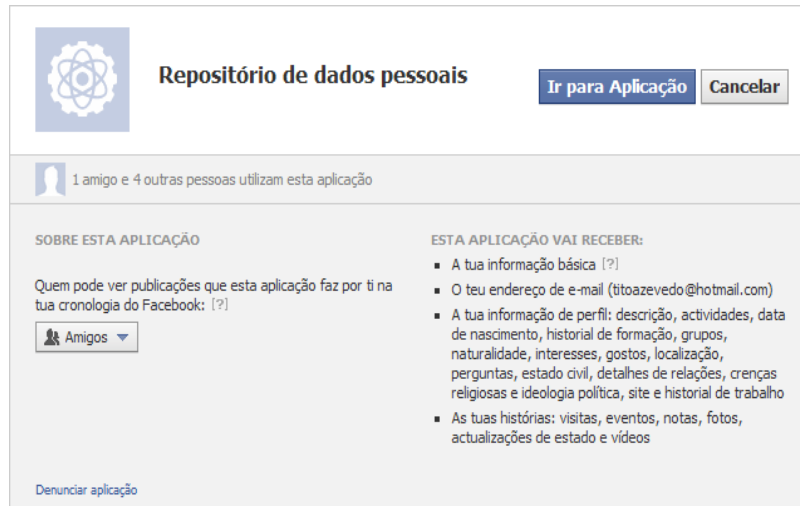 Repositório de dados pessoais
Ir para Aplicação
Cancelar
1 amigo e 4 outras pessoas utilizam esta aplicação
SOBRE ESTA APLICAÇÃO
Quem pode ver publicações que esta aplicação faz por ti na
tua cronologia do Facebook: [?]
Amigos
ESTA APLICAÇÃO VAI RECEBER:
A tua informação básica [?]
O teu endereço de e-mail (titoazevedo@hotmail.com)
A tua informação de perfil: descrição, actividades, data
de nascimento, historial de formação, grupos,
naturalidade, interesses, gostos, localização,
perguntas, estado civil, detalhes de relações, crenças
religiosas e ideologia política, site e historial de trabalho
As tuas histórias: visitas, eventos, notas, fotos,
actualizações de estado e vídeos
Denunciar aplicação